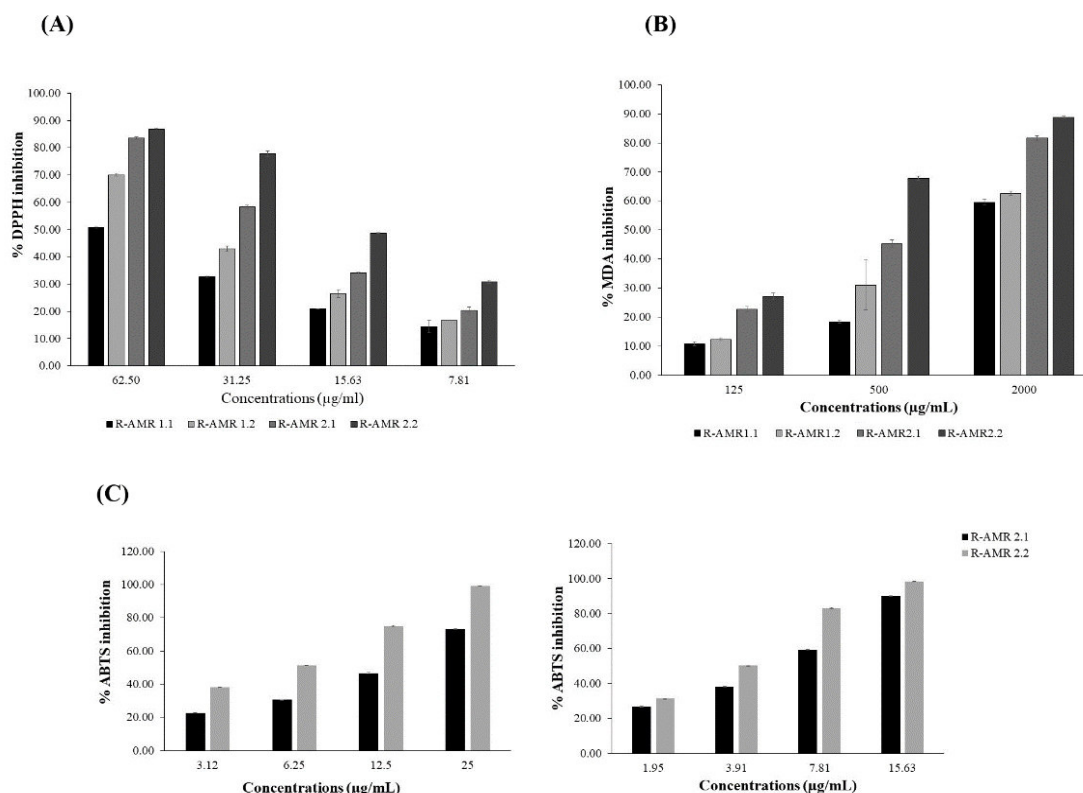 (A)
% DPPH inhibition
100.00
90.00
80.00
70.00
60.00
50.00
40.00
30.00
20.00
10.00
0.00
62.50 31.25 15.63 7.81
Concentrations (µg/ml)
R-AMR 1.1 R-AMR 1.2 R-AMR 2.1 R-AMR 2.2
(B)
% MDA inhibition
100.00
90.00
80.00
70.00
60.00
50.00
40.00
30.00
20.00
10.00
0.00
125 500 2000
Concentrations (µg/mL)
R-AMR1.1 R-AMR1.2 R-AMR2.1 R-AMR2.2
(C)
% ABTS inhibition
120.00
100.00
80.00
60.00
40.00
20.00
0.00
3.12 6.25 12.5 25
Concentrations (µg/mL)
% ABTS inhibition
120.00
100.00
80.00
60.00
40.00
20.00
0.00
1.95 3.91 7.81 15.63
Concentrations (µg/mL)
R-AMR 2.1
R-AMR 2.2